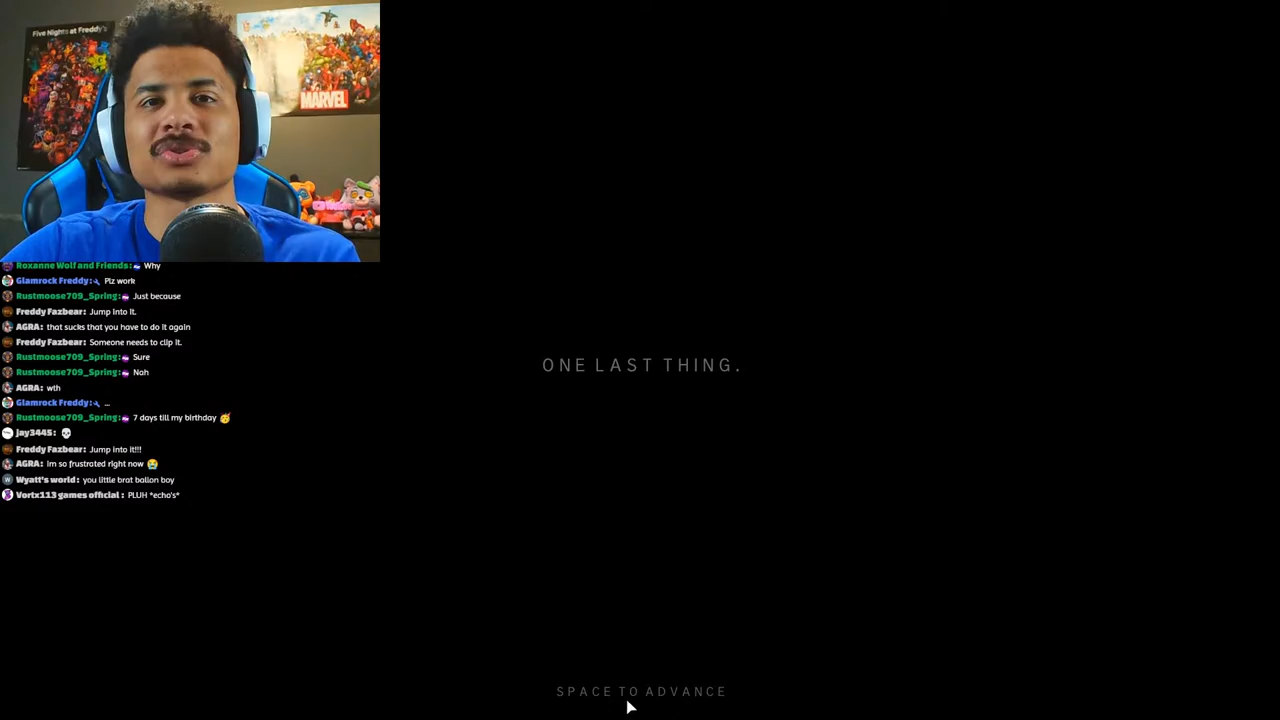 Five Nights at Freddy's
MARVEL
Roxanne Wolf and Friends: Why
Glamrock Freddy: Plz work
Rustmoose709_Spring: Just because
Freddy Fazbear: Jump into it.
AGRA: that sucks that you have to do it again
Freddy Fazbear: Someone needs to clip it.
Rustmoose709_Spring: Sure
Rustmoose709_Spring: Nah
AGRA: wth
Glamrock Freddy: ...
Rustmoose709_Spring: 7 days till my birthday 🥳
jay3445: 💀
Freddy Fazbear: Jump into it!!!
AGRA: im so frustrated right now 😭
Wyatt's world: you little brat ballon boy
Vortx113 games official : PLUH *echo's*
ONE LAST THING.
SPACE TO ADVANCE